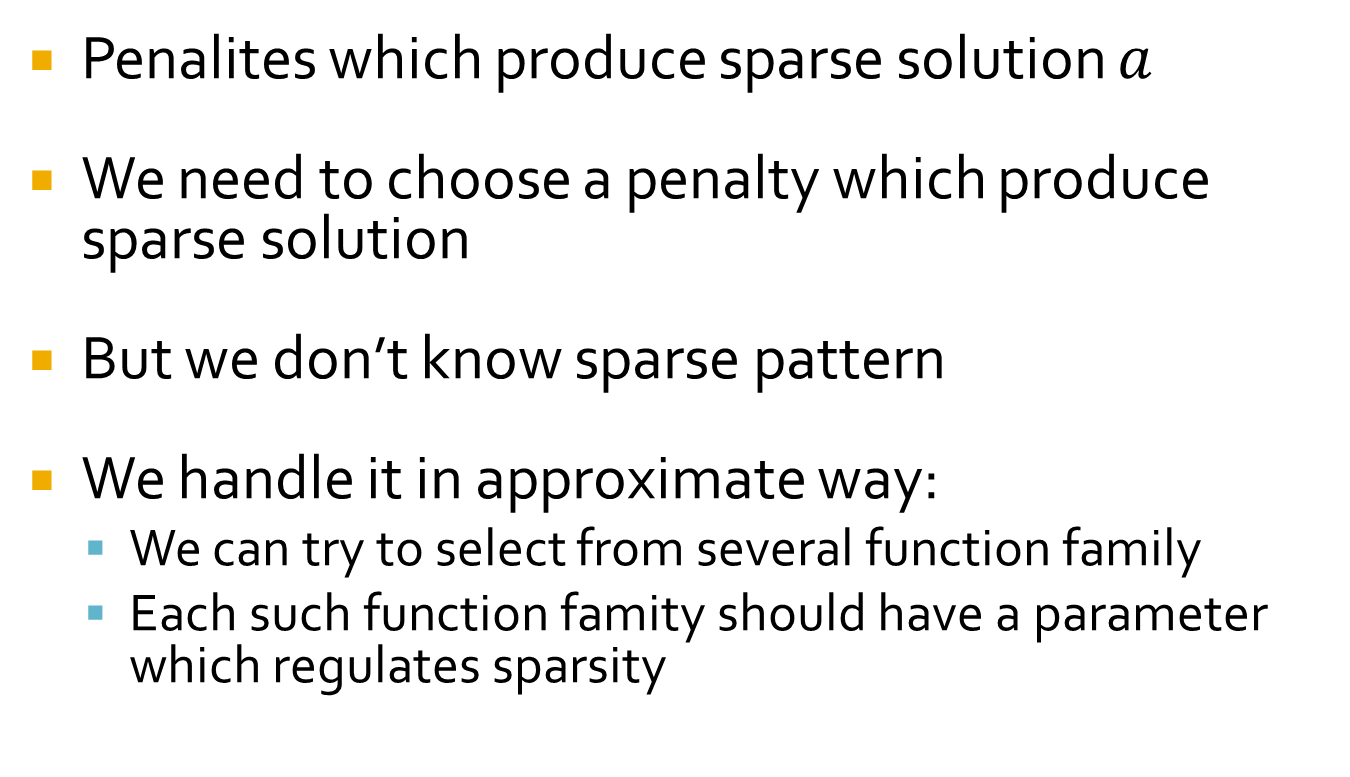 Penalites which produce sparse solution a
We need to choose a penalty which produce
sparse solution
But we don’t know sparse pattern
We handle it in approximate way:
We can try to select from several function family
Each such function famity should have a parameter
which regulates sparsity